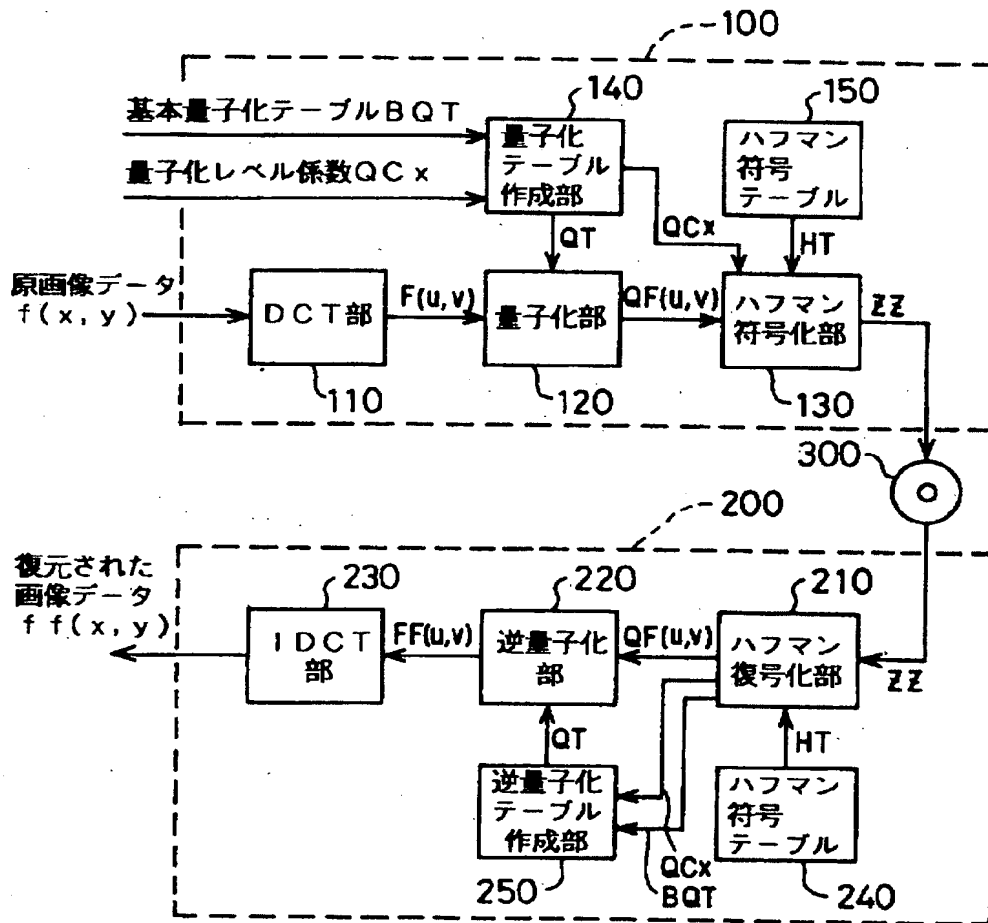 100
基本量子化テーブルBQT
140
150
量子化
テーブル
作成部
ハフマン
符号
テーブル
量子化レベル係数QCx
QCx
QT
HT
原画像データ
f(x,y)
DCT部
F(u,v)
量子化部
QF(u,v)
ハフマン
符号化部
ZZ
110
120
130
300
200
復元された
画像データ
ff(x,y)
230
220
210
IDCT
部
FF(u,v)
逆量子化
部
QF(u,v)
ハフマン
復号化部
ZZ
QT
HT
逆量子化
テーブル
作成部
ハフマン
符号
テーブル
QCx
BQT
250
240